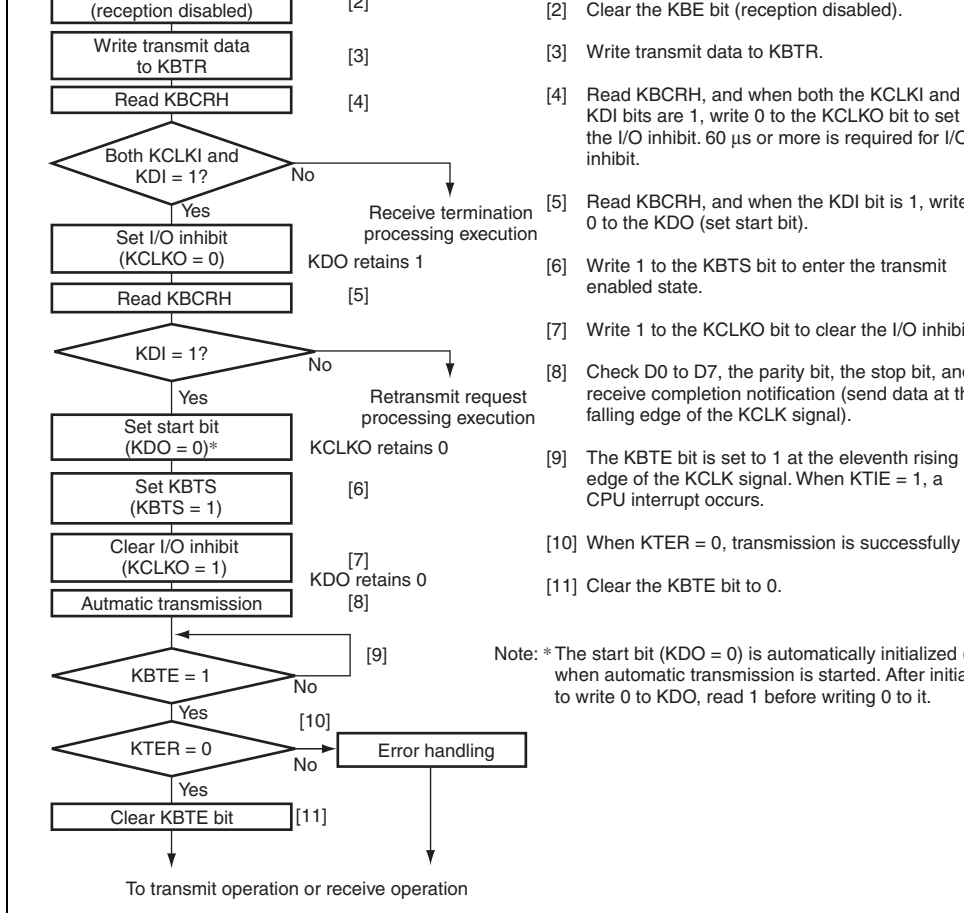 (reception disabled)
[2]
Write transmit data
to KBTR
[3]
Read KBCRH
[4]
Both KCLKI and
KDI = 1?
No
Yes
Receive termination
processing execution
Set I/O inhibit
(KCLKO = 0)
KDO retains 1
Read KBCRH
[5]
KDI = 1?
No
Yes
Retransmit request
processing execution
Set start bit
(KDO = 0)*
KCLKO retains 0
Set KBTS
(KBTS = 1)
[6]
Clear I/O inhibit
(KCLKO = 1)
[7]
KDO retains 0
Autmatic transmission
[8]
[9]
KBTE = 1
No
Yes
[10]
KTER = 0
No
Error handling
Yes
Clear KBTE bit
[11]
To transmit operation or receive operation
[2] Clear the KBE bit (reception disabled).
[3] Write transmit data to KBTR.
[4] Read KBCRH, and when both the KCLKI and
KDI bits are 1, write 0 to the KCLKO bit to set
the I/O inhibit. 60 μs or more is required for I/O
inhibit.
[5] Read KBCRH, and when the KDI bit is 1, write
0 to the KDO (set start bit).
[6] Write 1 to the KBTS bit to enter the transmit
enabled state.
[7] Write 1 to the KCLKO bit to clear the I/O
[8] Check D0 to D7, the parity bit, the stop bit, and
receive completion notification (send data at
falling edge of the KCLK signal).
[9] The KBTE bit is set to 1 at the eleventh rising
edge of the KCLK signal. When KTIE = 1, a
CPU interrupt occurs.
[10] When KTER = 0, transmission is successfully
[11] Clear the KBTE bit to 0.
Note: * The start bit (KDO = 0) is automatically initialized
when automatic transmission is started. After
to write 0 to KDO, read 1 before writing 0 to it.